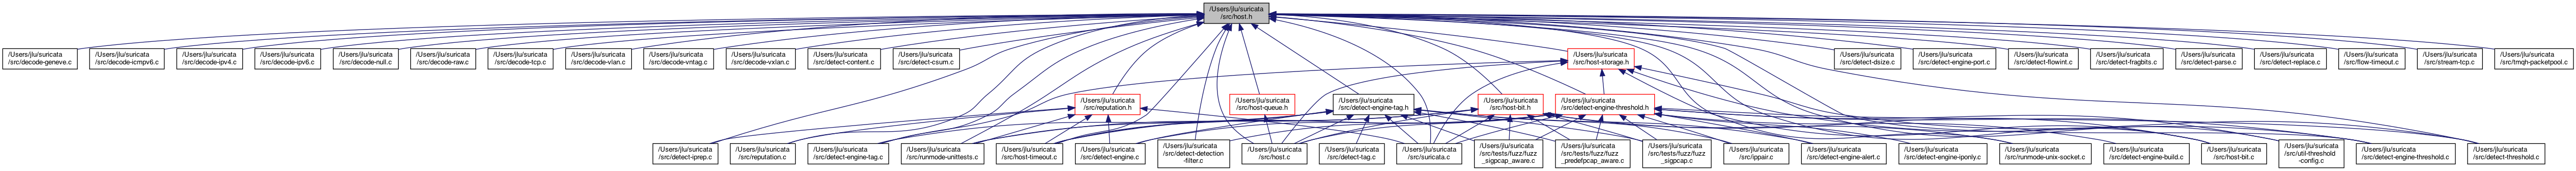 /Users/jlu/suricata
/src/host.h
/Users/jlu/suricata
/src/decode-geneve.c
/Users/jlu/suricata
/src/decode-icmpv6.c
/Users/jlu/suricata
/src/decode-ipv4.c
/Users/jlu/suricata
/src/decode-ipv6.c
/Users/jlu/suricata
/src/decode-null.c
/Users/jlu/suricata
/src/decode-raw.c
/Users/jlu/suricata
/src/decode-tcp.c
/Users/jlu/suricata
/src/decode-vlan.c
/Users/jlu/suricata
/src/decode-vntag.c
/Users/jlu/suricata
/src/decode-vxlan.c
/Users/jlu/suricata
/src/detect-content.c
/Users/jlu/suricata
/src/detect-csum.c
/Users/jlu/suricata
/src/host-storage.h
/Users/jlu/suricata
/src/detect-dsize.c
/Users/jlu/suricata
/src/detect-engine-port.c
/Users/jlu/suricata
/src/detect-flowint.c
/Users/jlu/suricata
/src/detect-fragbits.c
/Users/jlu/suricata
/src/detect-parse.c
/Users/jlu/suricata
/src/detect-replace.c
/Users/jlu/suricata
/src/flow-timeout.c
/Users/jlu/suricata
/src/stream-tcp.c
/Users/jlu/suricata
/src/tmqh-packetpool.c
/Users/jlu/suricata
/src/reputation.h
/Users/jlu/suricata
/src/host-queue.h
/Users/jlu/suricata
/src/detect-engine-tag.h
/Users/jlu/suricata
/src/host-bit.h
/Users/jlu/suricata
/src/detect-engine-threshold.h
/Users/jlu/suricata
/src/detect-iprep.c
/Users/jlu/suricata
/src/reputation.c
/Users/jlu/suricata
/src/detect-engine-tag.c
/Users/jlu/suricata
/src/runmode-unittests.c
/Users/jlu/suricata
/src/host-timeout.c
/Users/jlu/suricata
/src/detect-engine.c
/Users/jlu/suricata
/src/detect-detection
-filter.c
/Users/jlu/suricata
/src/host.c
/Users/jlu/suricata
/src/detect-tag.c
/Users/jlu/suricata
/src/suricata.c
/Users/jlu/suricata
/src/tests/fuzz/fuzz
_sigpcap_aware.c
/Users/jlu/suricata
/src/tests/fuzz/fuzz
_predefpcap_aware.c
/Users/jlu/suricata
/src/tests/fuzz/fuzz
_sigpcap.c
/Users/jlu/suricata
/src/ippair.c
/Users/jlu/suricata
/src/detect-engine-alert.c
/Users/jlu/suricata
/src/detect-engine-iponly.c
/Users/jlu/suricata
/src/runmode-unix-socket.c
/Users/jlu/suricata
/src/detect-engine-build.c
/Users/jlu/suricata
/src/host-bit.c
/Users/jlu/suricata
/src/util-threshold
-config.c
/Users/jlu/suricata
/src/detect-engine-threshold.c
/Users/jlu/suricata
/src/detect-threshold.c